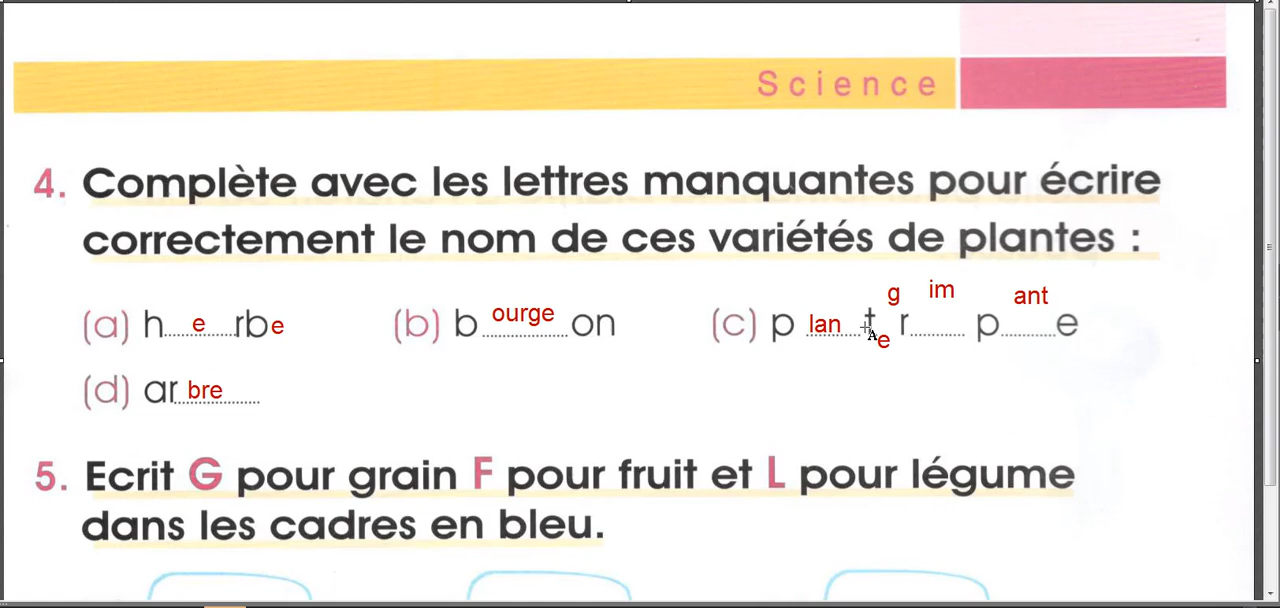 Science
4. Complète avec les lettres manquantes pour écrire
correctement le nom de ces variétés de plantes :
g im ant
(a) h....e......rbe (b) b ourge on (c) p lan t e r........... p...........e
(d) ar bre
5. Ecrit G pour grain F pour fruit et L pour légume
dans les cadres en bleu.